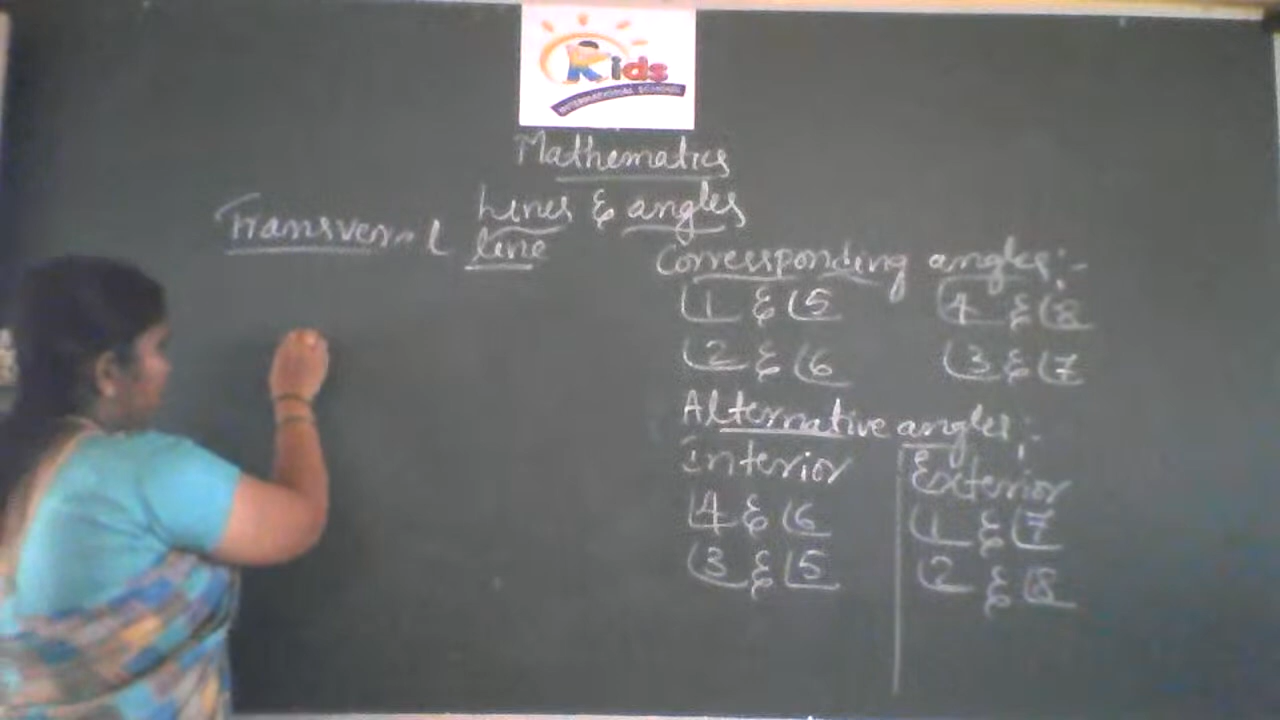 Kids
INTERNATIONAL SCHOOL
Mathematics
Lines & angles
Transversal line
Corresponding angles:-
∠1 & ∠5 ∠4 & ∠8
∠2 & ∠6 ∠3 & ∠7
Alternative angles:-
Interior Exterior
∠4 & ∠6 ∠1 & ∠7
∠3 & ∠5 ∠2 & ∠8